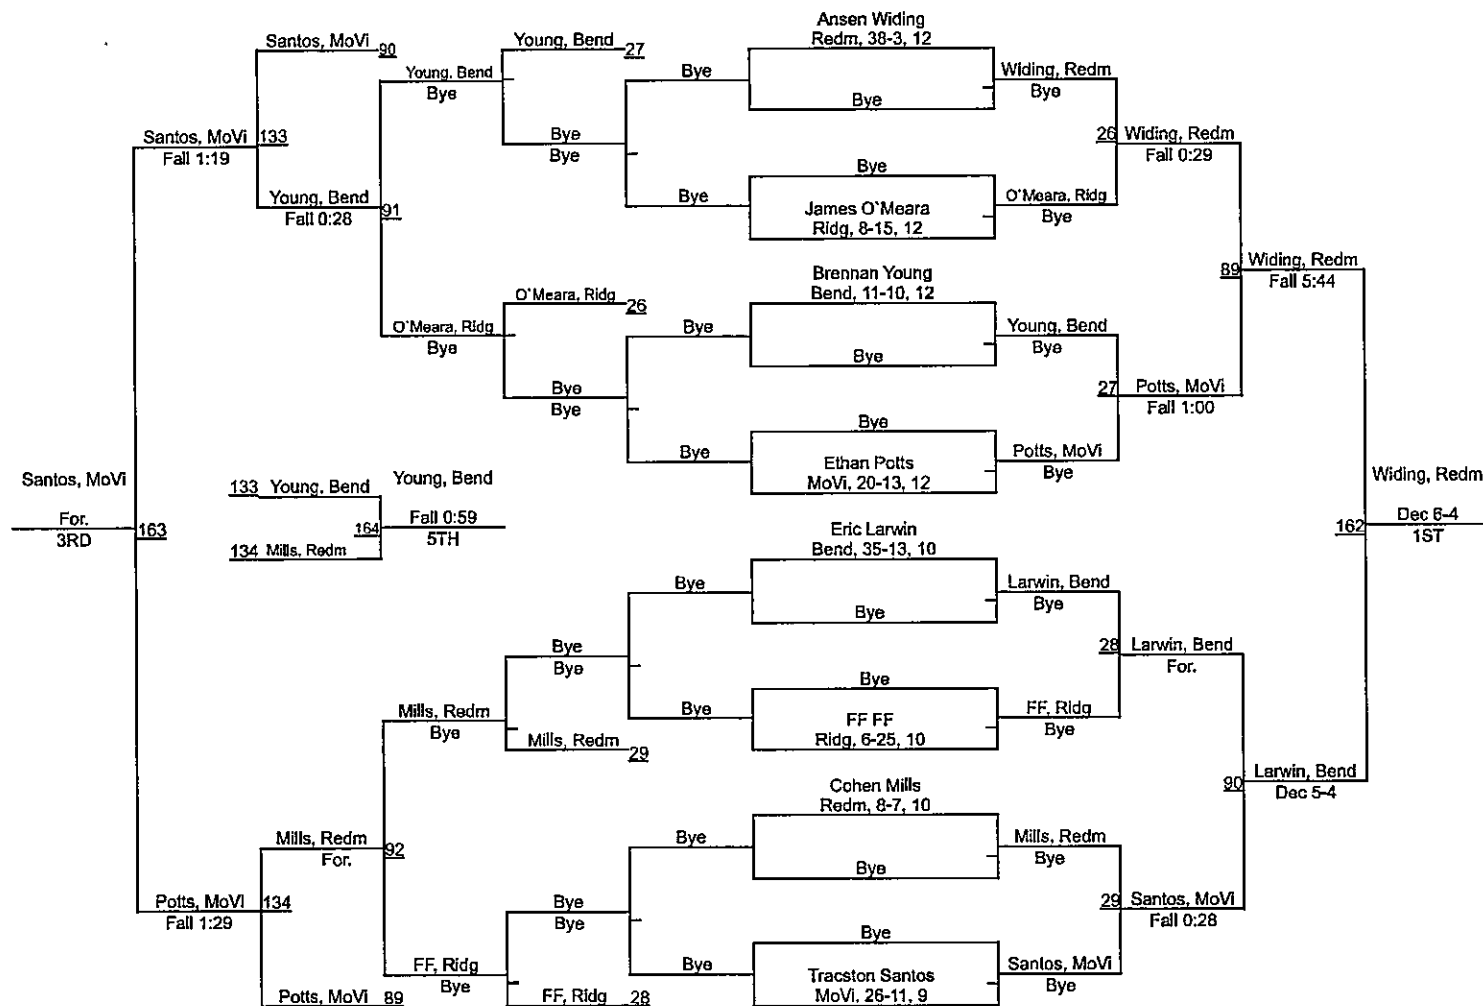 Ansen Widing
Redm, 38-3, 12
Santos, MoVi 90
Young, Bend 27
Young, Bend
Bye
Bye
Bye
Widing, Redm
Bye
Santos, MoVi 133
Fall 1:19
Bye
Bye
26 Widing, Redm
Fall 0:29
Young, Bend
Fall 0:28
91
Bye
Bye
James O`Meara
Ridg, 8-15, 12
O`Meara, Ridg
Bye
Brennan Young
Bend, 11-10, 12
89 Widing, Redm
Fall 5:44
O`Meara, Ridg
26
O`Meara, Ridg
Bye
Bye
Bye
Young, Bend
Bye
Bye
Bye
27 Potts, MoVi
Fall 1:00
Bye
Bye
Ethan Potts
MoVi, 20-13, 12
Potts, MoVi
Bye
Santos, MoVi
For.
3RD
163
133 Young, Bend
134 Mills, Redm
164
Young, Bend
Fall 0:59
5TH
Widing, Redm
162
Dec 6-4
1ST
Eric Larwin
Bend, 35-13, 10
Bye
Bye
Larwin, Bend
Bye
Bye
Bye
28 Larwin, Bend
For.
Mills, Redm
Bye
Mills, Redm
29
Bye
Bye
FF FF
Ridg, 6-25, 10
FF, Ridg
Bye
Cohen Mills
Redm, 8-7, 10
90 Larwin, Bend
Dec 5-4
Mills, Redm
For.
92
Bye
Bye
Mills, Redm
Bye
Potts, MoVi
Fall 1:29
134
Bye
Bye
29 Santos, MoVi
Fall 0:28
FF, Ridg
Bye
Bye
Bye
Tracston Santos
MoVi, 26-11, 9
Santos, MoVi
Bye
Potts, MoVi 89
FF, Ridg 28